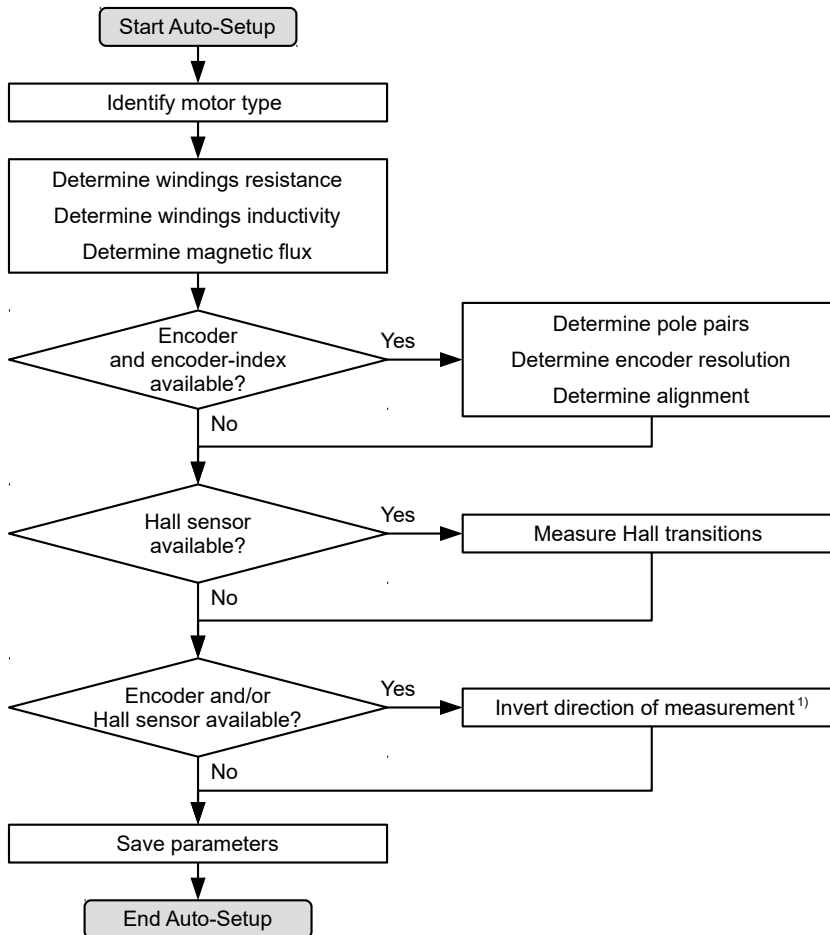 Start Auto-Setup
Identify motor type
Determine windings resistance
Determine windings inductivity
Determine magnetic flux
Encoder
and encoder-index
available?
Yes
Determine pole pairs
Determine encoder resolution
Determine alignment
No
Hall sensor
available?
Yes
Measure Hall transitions
No
Encoder and/or
Hall sensor available?
Yes
Invert direction of measurement 1)
No
Save parameters
End Auto-Setup